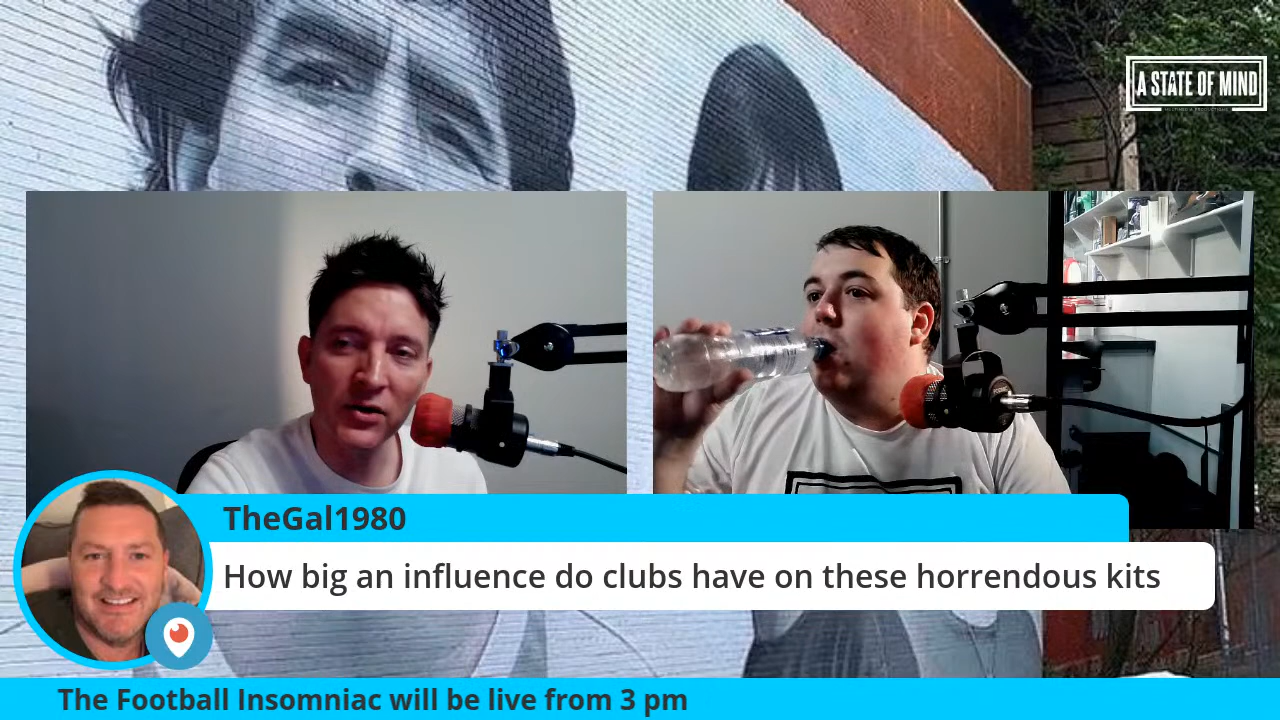 A STATE OF MIND
TheGal1980
How big an influence do clubs have on these horrendous kits
The Football Insomniac will be live from 3 pm